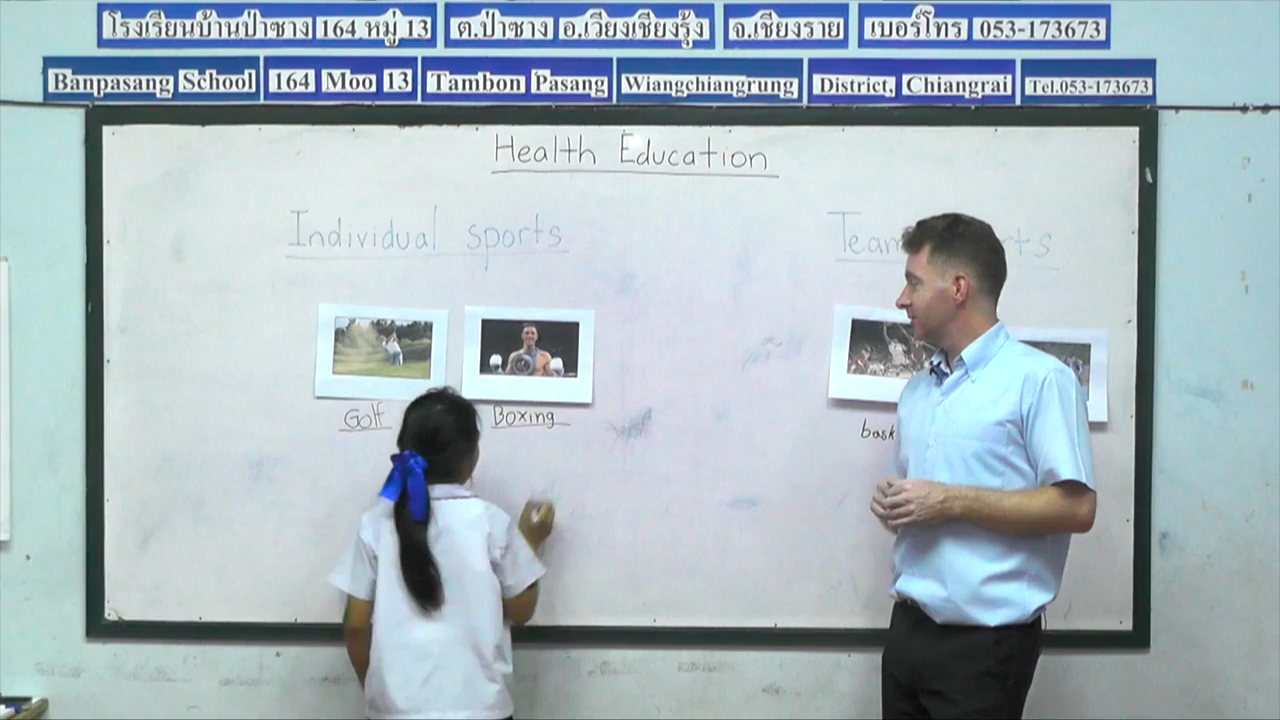 โรงเรียนบ้านป่าซาง 164 หมู่ 13 ต.ป่าซาง อ.เวียงเชียงรุ้ง จ.เชียงราย เบอร์โทร 053-173673
Banpasang School 164 Moo 13 Tambon Pasang Wiangchiangrung District, Chiangrai Tel.053-173673
Health Education
Individual sports
Golf Boxing